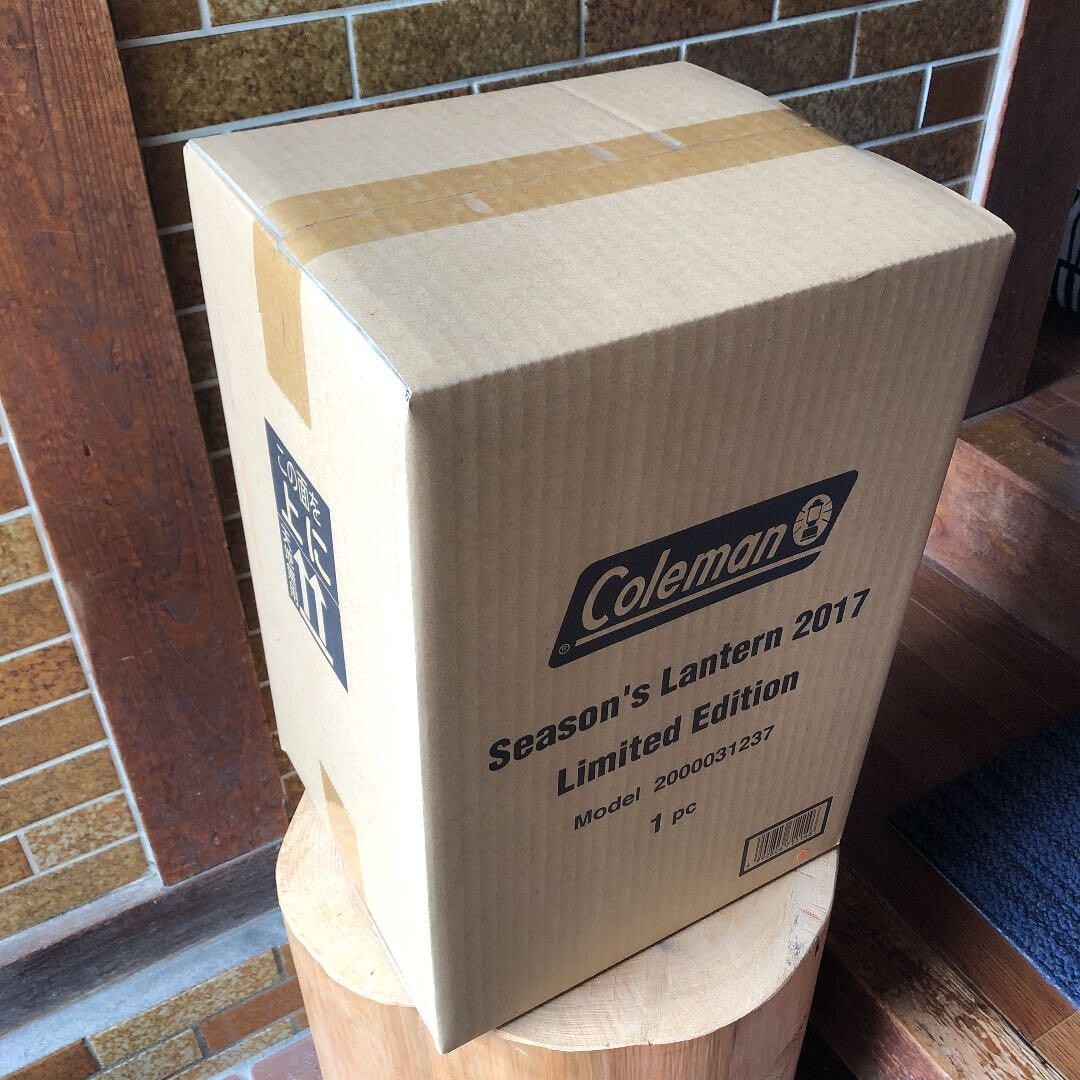 この面を
上に
Coleman
®
Season's Lantern 2017
Limited Edition
Model 2000031237
1 pc